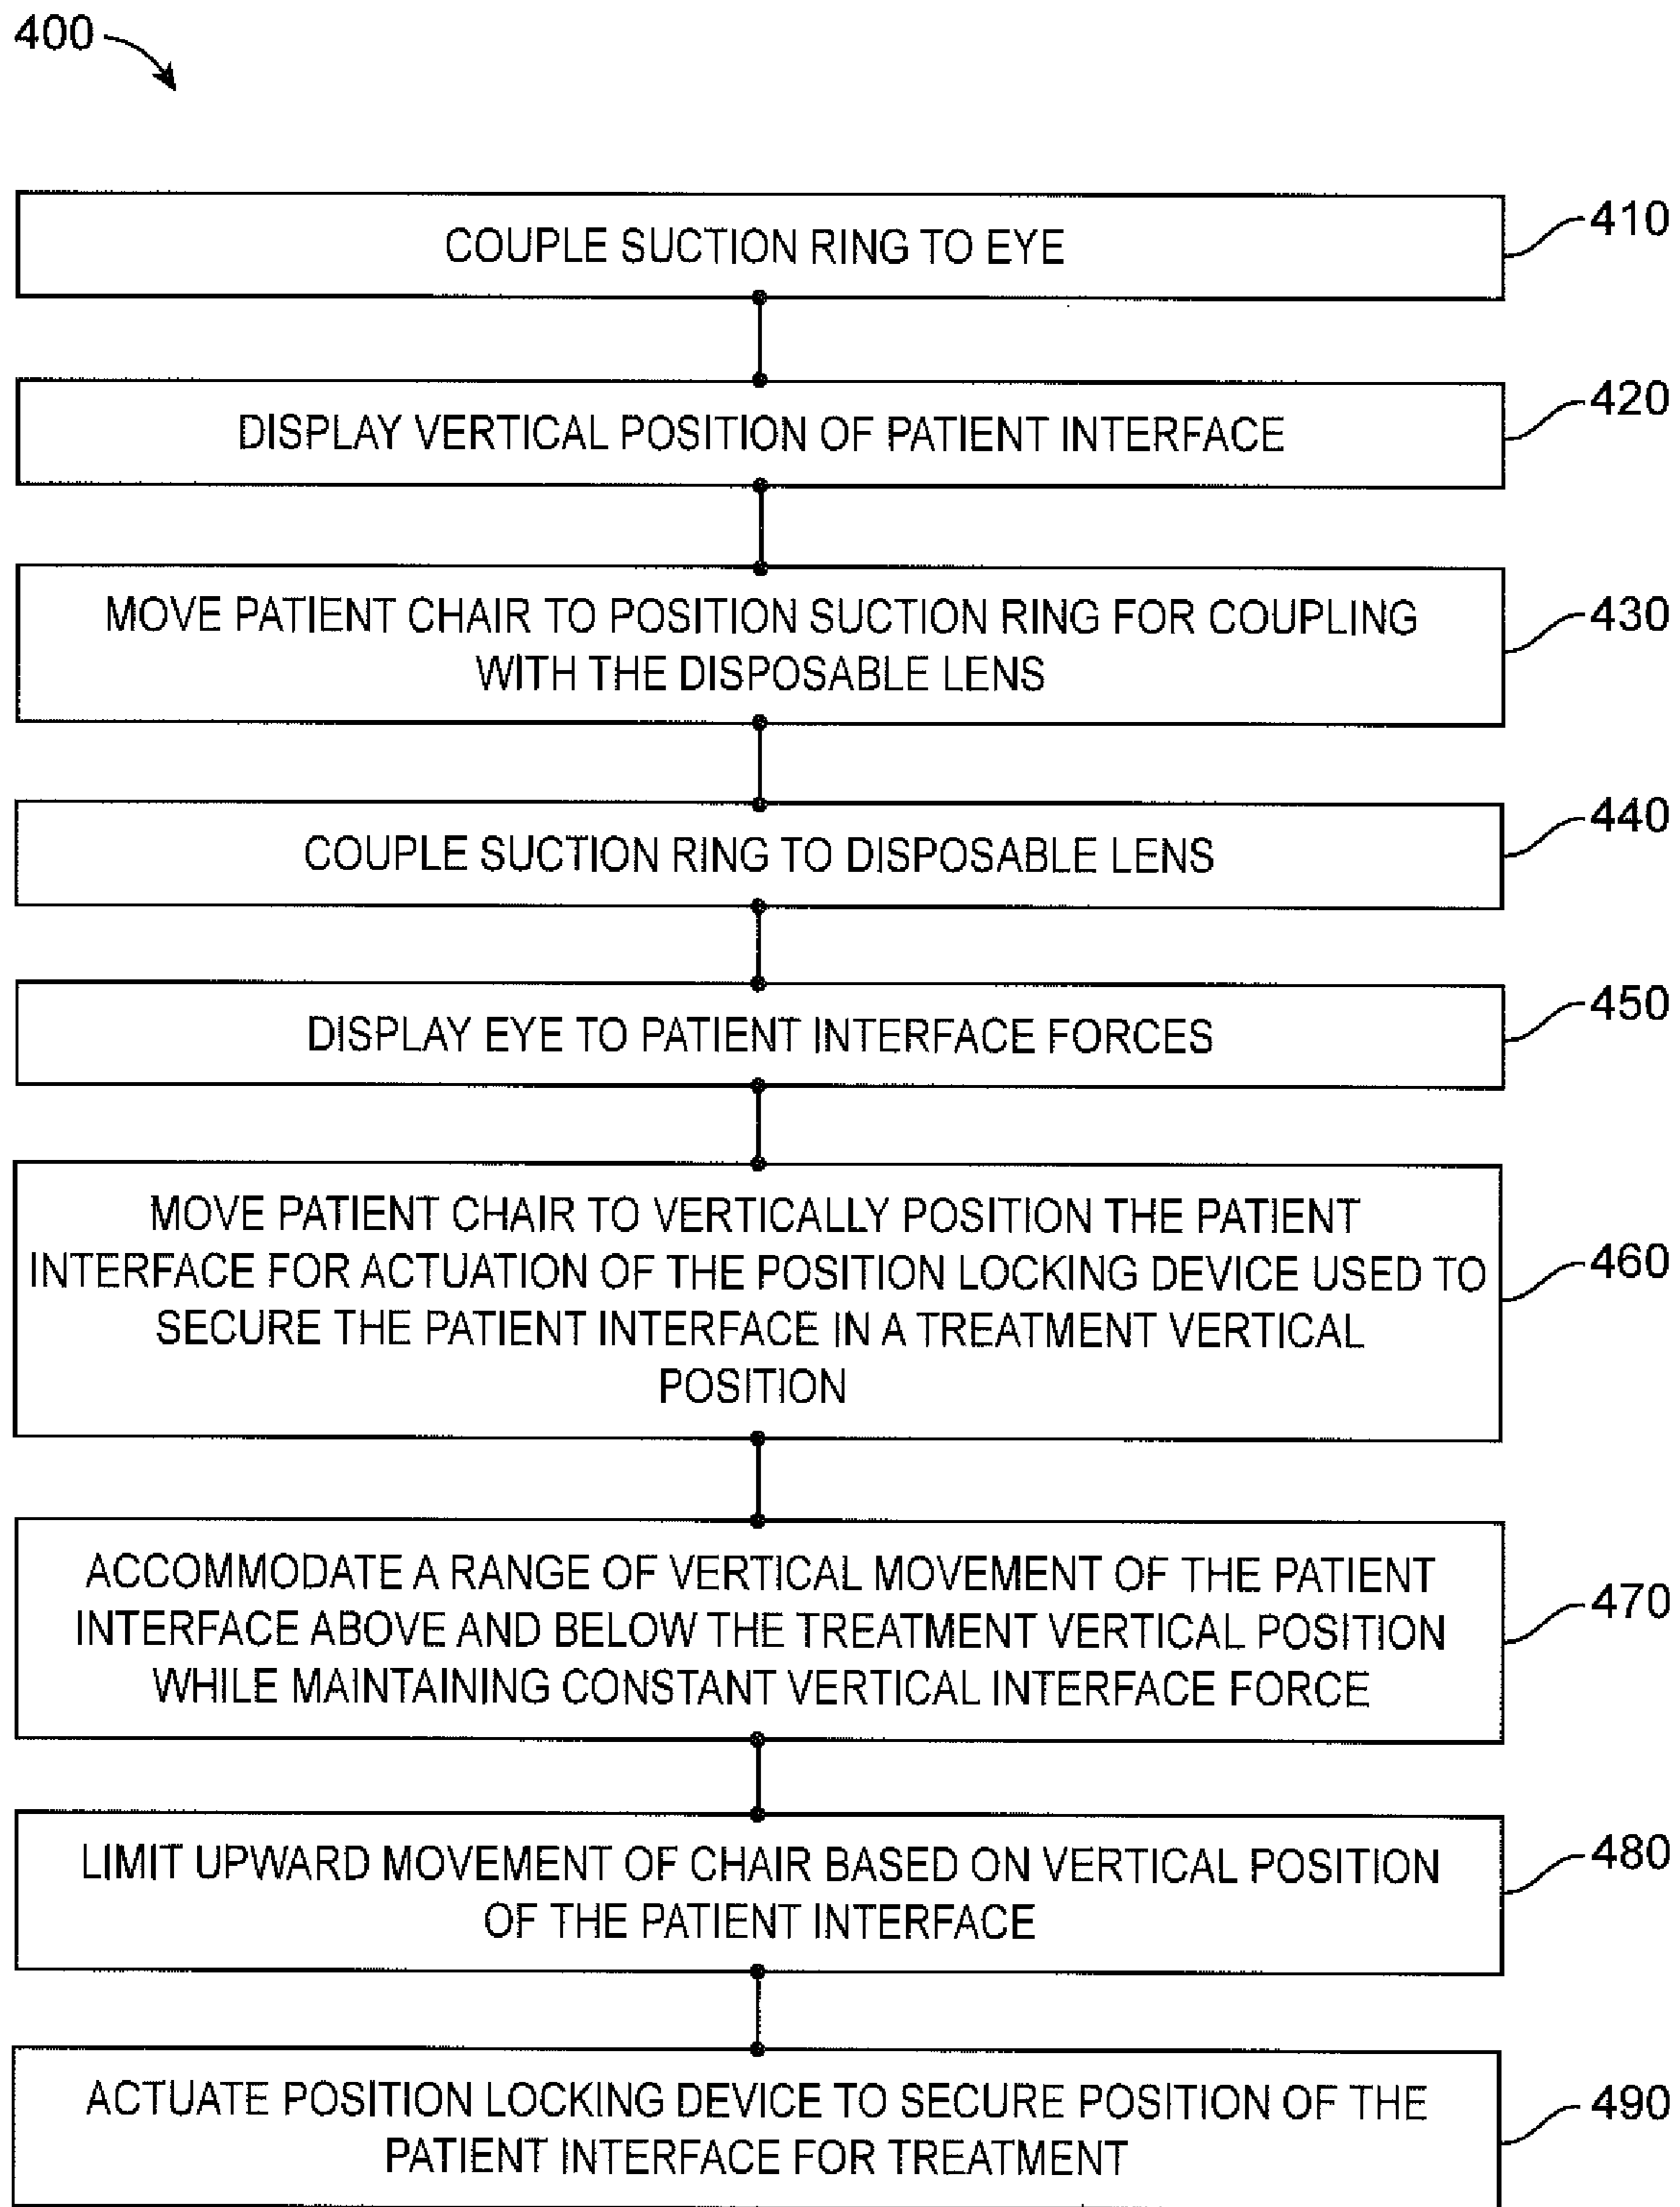 400
COUPLE SUCTION RING TO EYE
410
DISPLAY VERTICAL POSITION OF PATIENT INTERFACE
420
MOVE PATIENT CHAIR TO POSITION SUCTION RING FOR COUPLING
WITH THE DISPOSABLE LENS
430
COUPLE SUCTION RING TO DISPOSABLE LENS
440
DISPLAY EYE TO PATIENT INTERFACE FORCES
450
MOVE PATIENT CHAIR TO VERTICALLY POSITION THE PATIENT
INTERFACE FOR ACTUATION OF THE POSITION LOCKING DEVICE USED TO
SECURE THE PATIENT INTERFACE IN A TREATMENT VERTICAL
POSITION
460
ACCOMMODATE A RANGE OF VERTICAL MOVEMENT OF THE PATIENT
INTERFACE ABOVE AND BELOW THE TREATMENT VERTICAL POSITION
WHILE MAINTAINING CONSTANT VERTICAL INTERFACE FORCE
470
LIMIT UPWARD MOVEMENT OF CHAIR BASED ON VERTICAL POSITION
OF THE PATIENT INTERFACE
480
ACTUATE POSITION LOCKING DEVICE TO SECURE POSITION OF THE
PATIENT INTERFACE FOR TREATMENT
490